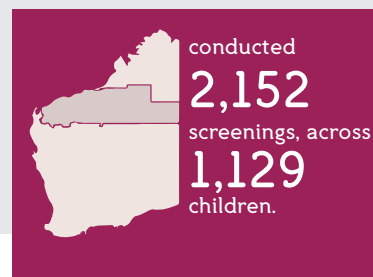 conducted
2,152
screenings, across
1,129
children.